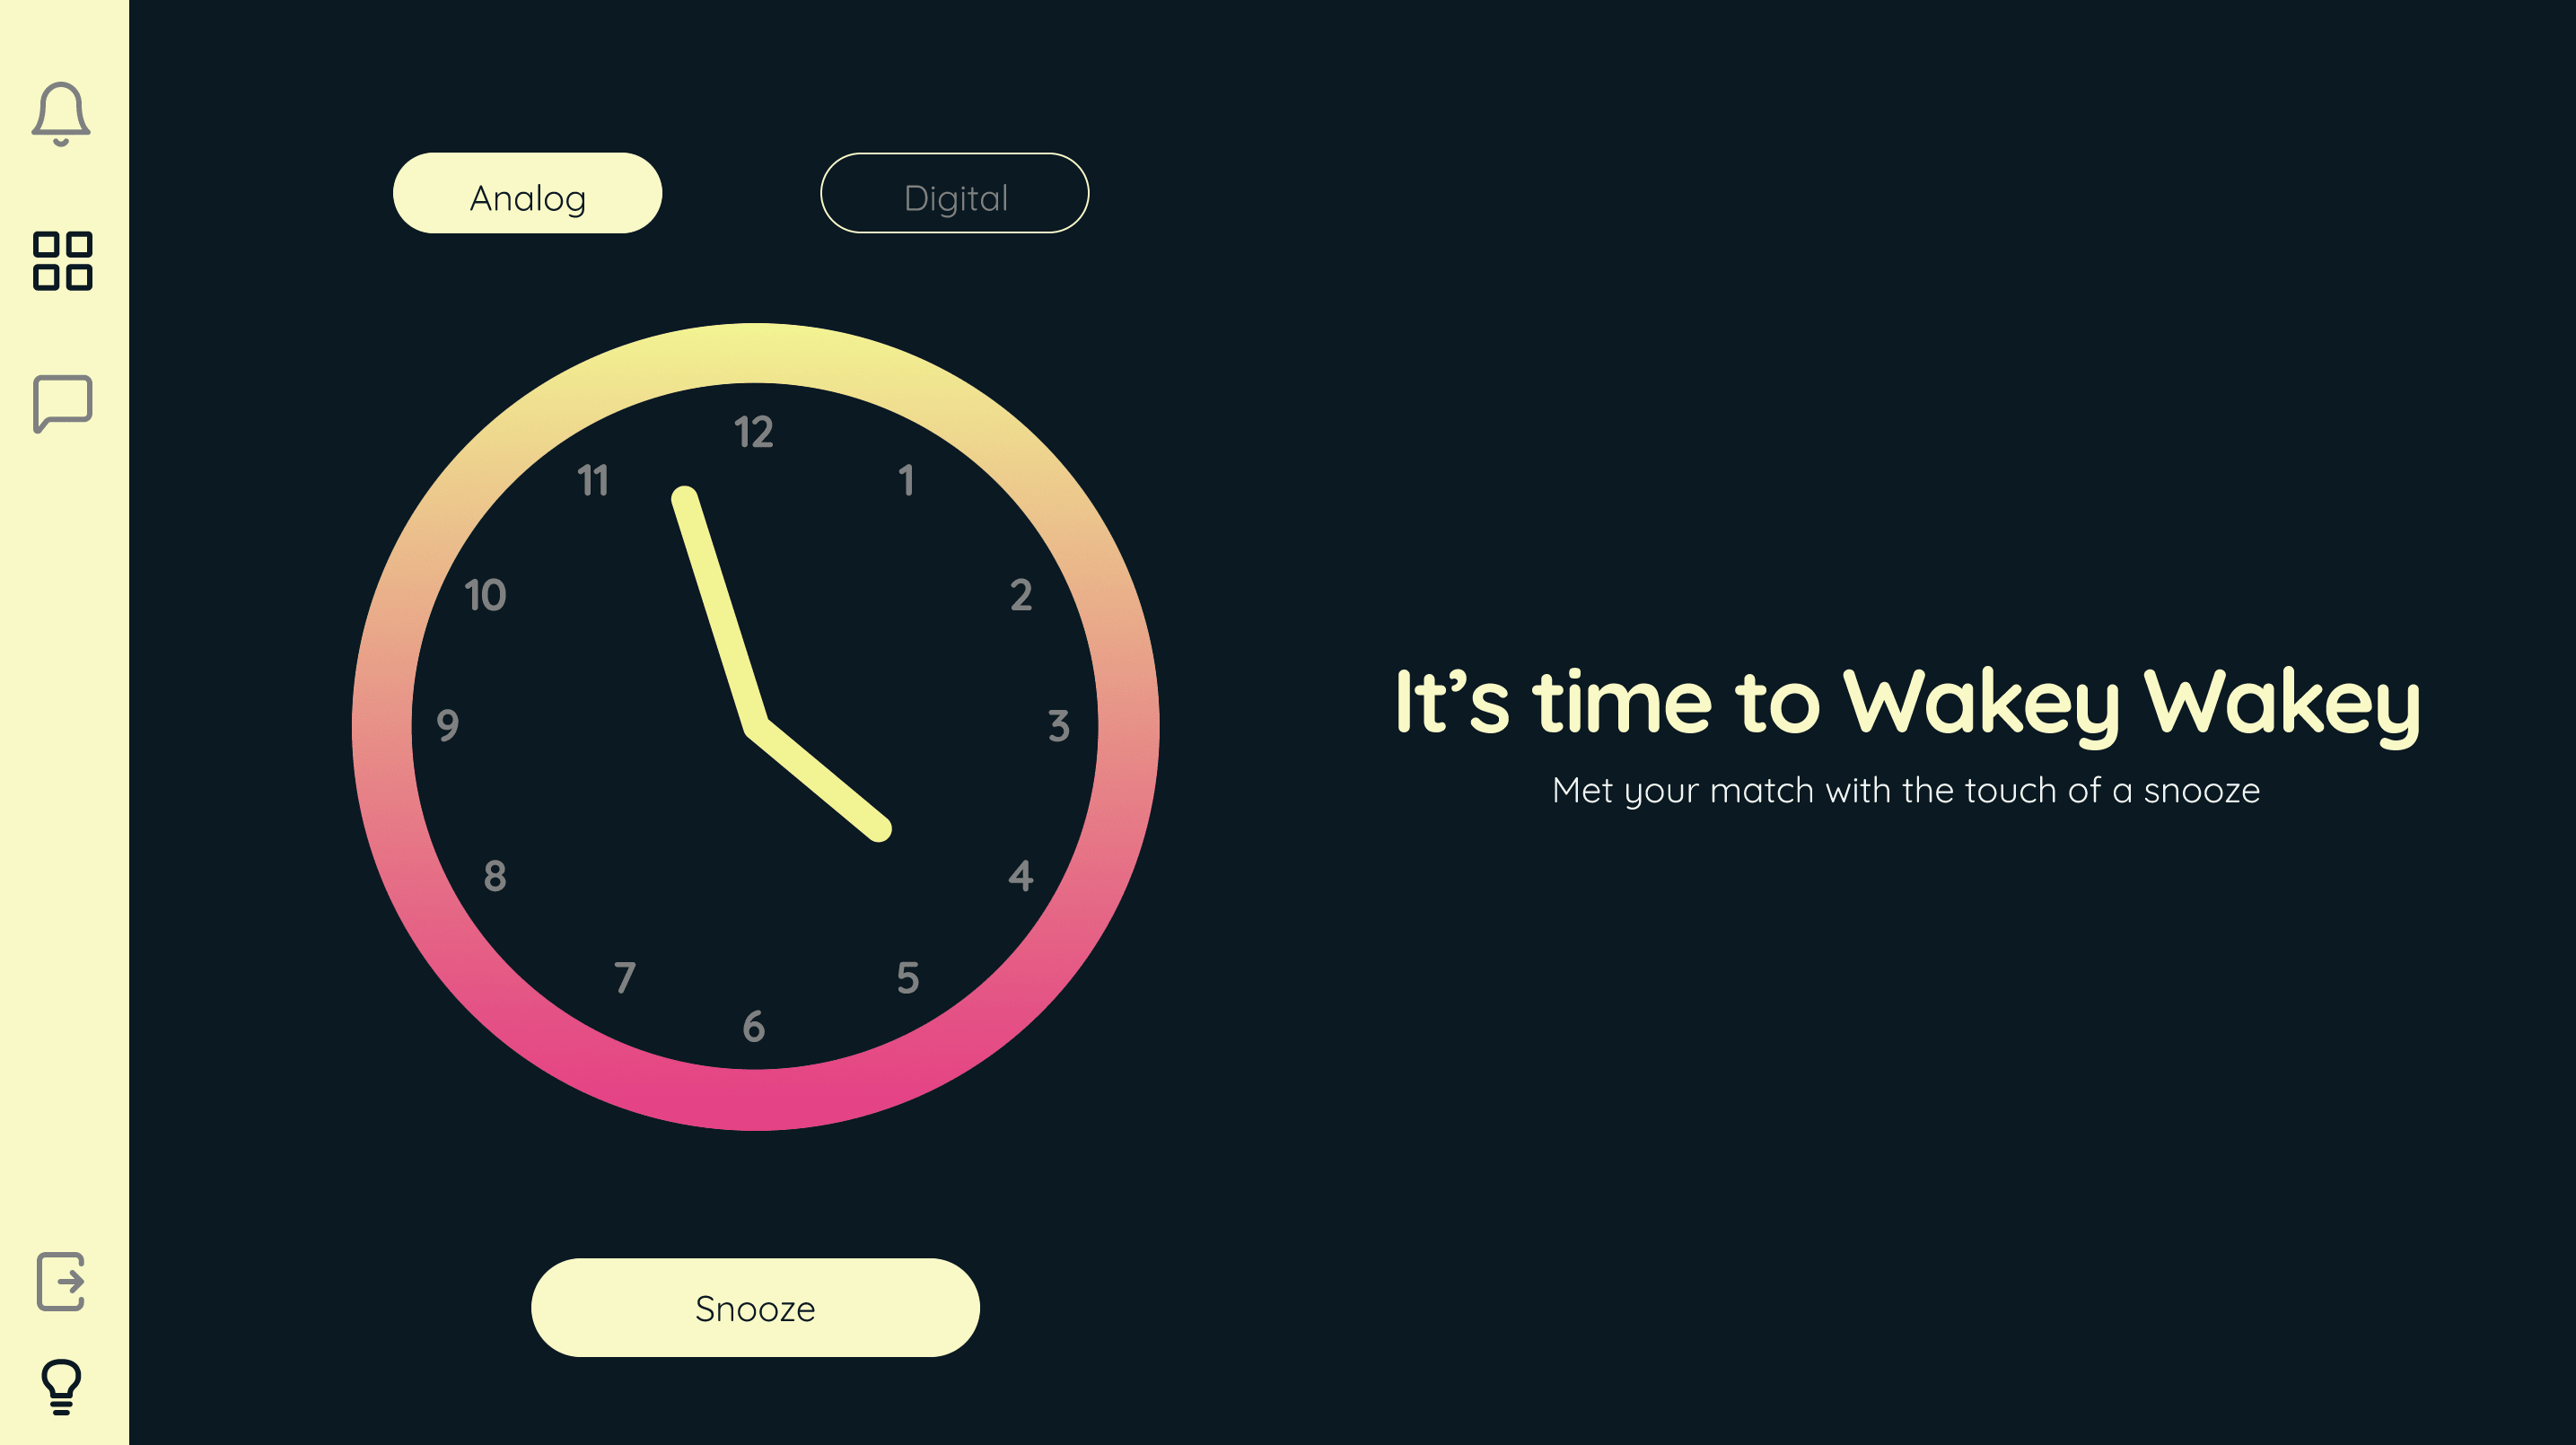 Analog
Digital
12
11
1
10
2
9
3
8
4
7
5
6
It’s time to Wakey Wakey
Met your match with the touch of a snooze
Snooze